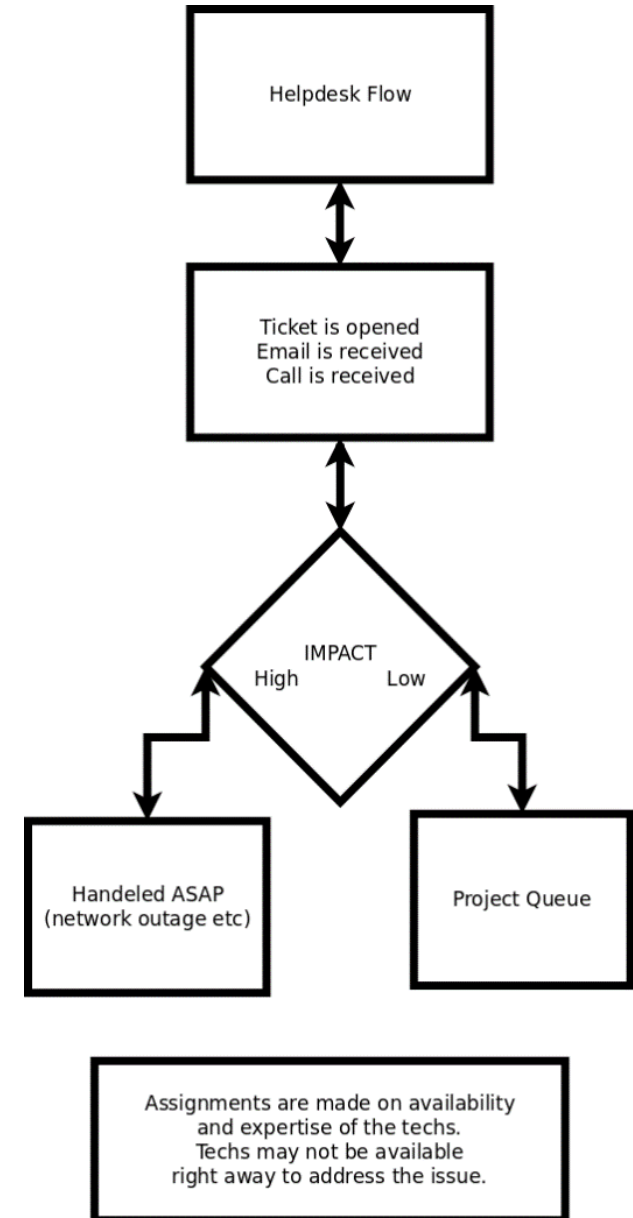 Helpdesk Flow
Ticket is opened
Email is received
Call is received
IMPACT
High Low
Handeled ASAP
(network outage etc)
Project Queue
Assignments are made on availability
and expertise of the techs.
Techs may not be available
right away to address the issue.